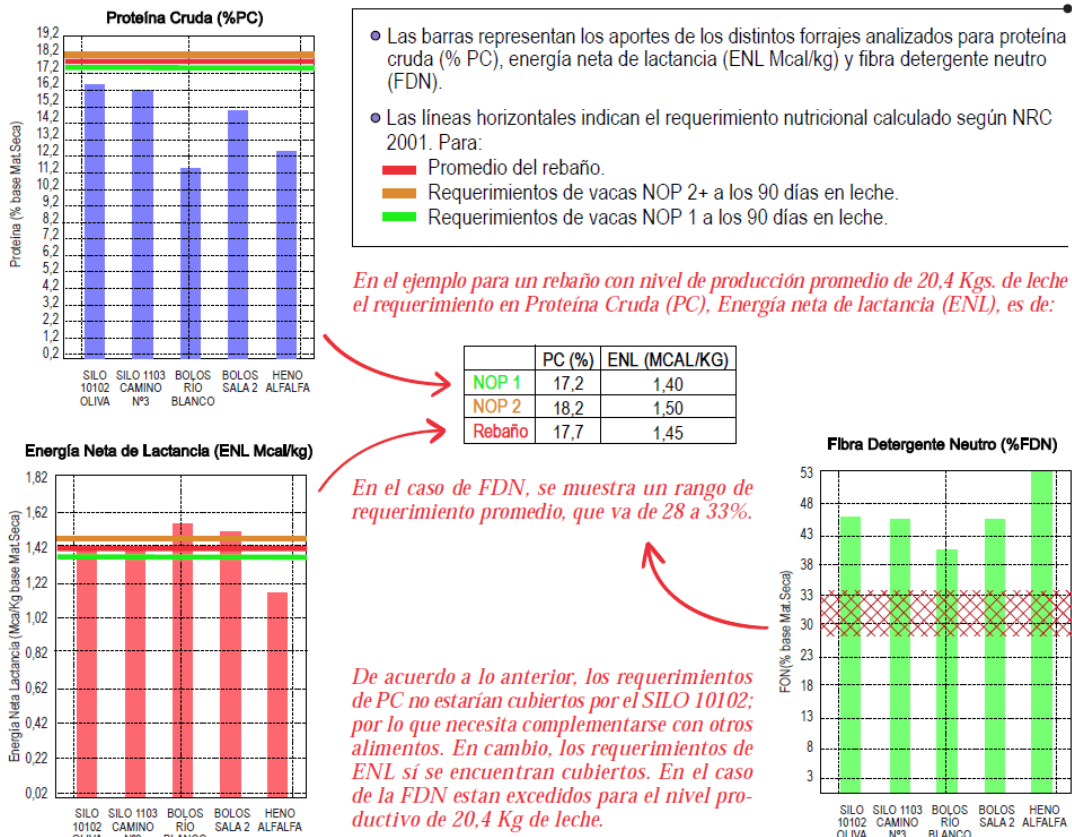 Proteína Cruda (%PC)
19,2
18,2
17,2
16,2
15,2
14,2
13,2
12,2
11,2
10,2
9,2
8,2
7,2
6,2
5,2
4,2
3,2
2,2
1,2
0,2
Proteína (% base Mat.Seca)
SILO 10102 OLIVA
SILO 1103 CAMINO Nº3
BOLOS RIO BLANCO
BOLOS SALA 2
HENO ALFALFA
Las barras representan los aportes de los distintos forrajes analizados para proteína
cruda (% PC), energía neta de lactancia (ENL Mcal/kg) y fibra detergente neutro
(FDN).
Las líneas horizontales indican el requerimiento nutricional calculado según NRC
2001. Para:
Promedio del rebaño.
Requerimientos de vacas NOP 2+ a los 90 días en leche.
Requerimientos de vacas NOP 1 a los 90 días en leche.
En el ejemplo para un rebaño con nivel de producción promedio de 20,4 Kgs. de leche
el requerimiento en Proteína Cruda (PC), Energía neta de lactancia (ENL), es de:
PC (%) ENL (MCAL/KG)
NOP 1 17,2 1,40
NOP 2 18,2 1,50
Rebaño 17,7 1,45
Energía Neta de Lactancia (ENL Mcal/kg)
1,82
1,62
1,42
1,22
1,02
0,82
0,62
0,42
0,22
0,02
Energía Neta Lactancia (Mca/Kg base Mat.Seca)
SILO 10102 OLIVA
SILO 1103 CAMINO Nº3
BOLOS RÍO BLANCO
BOLOS SALA 2
HENO ALFALFA
En el caso de FDN, se muestra un rango de
requerimiento promedio, que va de 28 a 33%.
De acuerdo a lo anterior, los requerimientos
de PC no estarían cubiertos por el SILO 10102;
por lo que necesita complementarse con otros
alimentos. En cambio, los requerimientos de
ENL sí se encuentran cubiertos. En el caso
de la FDN estan excedidos para el nivel pro-
ductivo de 20,4 Kg de leche.
Fibra Detergente Neutro (%FDN)
53
48
43
38
33
30
23
18
13
8
3
FON(% base Mat.Seca)
SILO 10102 OLIVA
SILO 1103 CAMINO Nº3
BOLOS RÍO BLANCO
BOLOS SALA 2
HENO ALFALFA